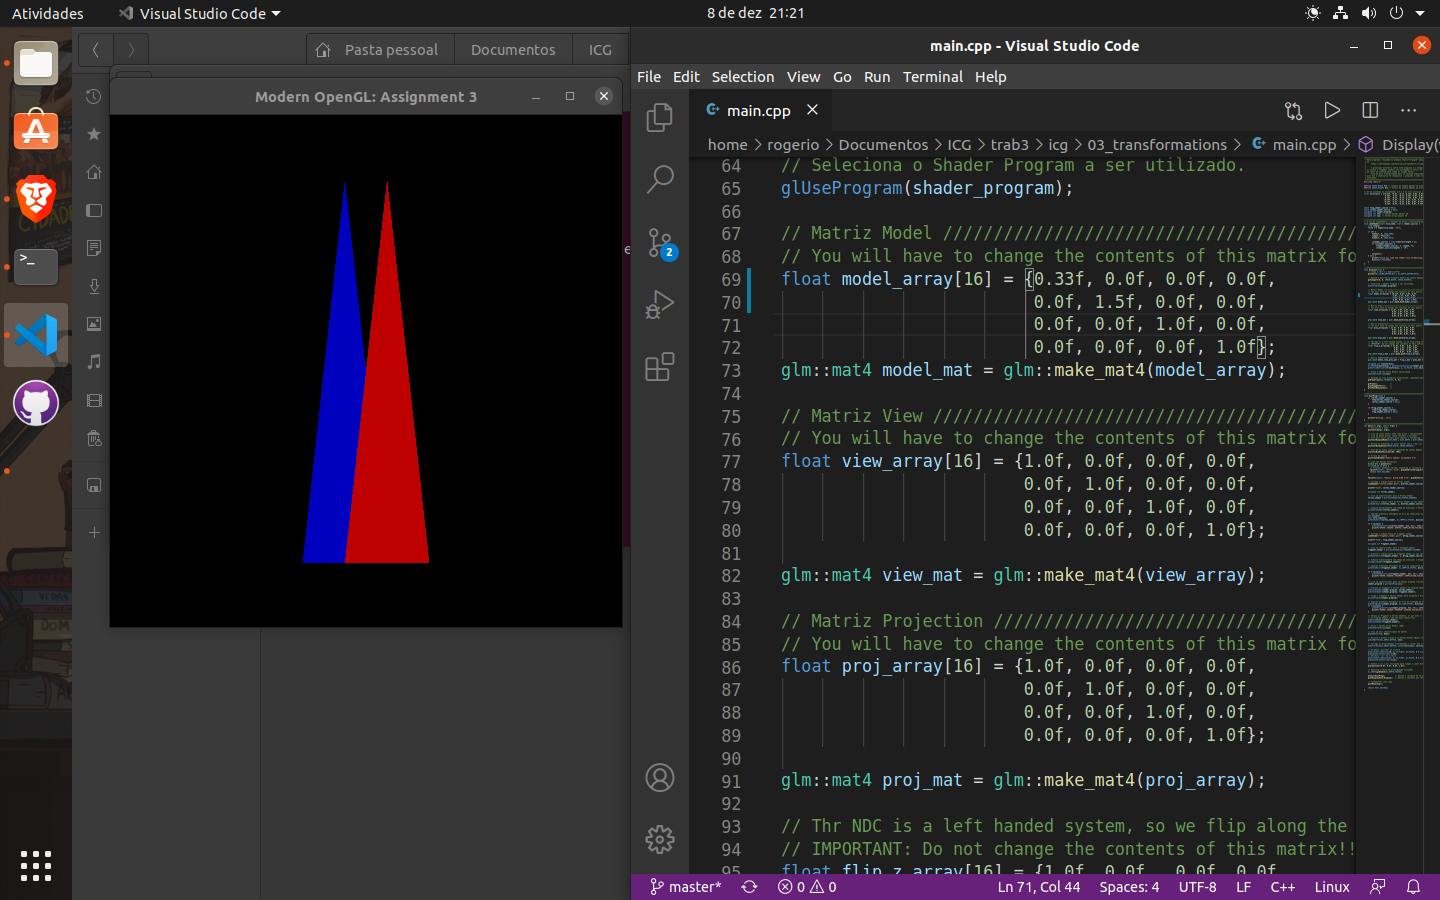 Atividades
Visual Studio Code
8 de dez 21:21
Pasta pessoal
Documentos
ICG
Modern OpenGL: Assignment 3
main.cpp - Visual Studio Code
File Edit Selection View Go Run Terminal Help
main.cpp
home > rogerio > Documentos > ICG > trab3 > icg > 03_transformations > main.cpp > Display(
64 // Seleciona o Shader Program a ser utilizado.
65 glUseProgram(shader_program);
66
67 // Matriz Model /////////////////////////////////////////
68 // You will have to change the contents of this matrix fo
69 float model_array[16] = {0.33f, 0.0f, 0.0f, 0.0f,
70 0.0f, 1.5f, 0.0f, 0.0f,
71 0.0f, 0.0f, 1.0f, 0.0f,
72 0.0f, 0.0f, 0.0f, 1.0f};
73 glm::mat4 model_mat = glm::make_mat4(model_array);
74
75 // Matriz View //////////////////////////////////////////
76 // You will have to change the contents of this matrix fo
77 float view_array[16] = {1.0f, 0.0f, 0.0f, 0.0f,
78 0.0f, 1.0f, 0.0f, 0.0f,
79 0.0f, 0.0f, 1.0f, 0.0f,
80 0.0f, 0.0f, 0.0f, 1.0f};
81
82 glm::mat4 view_mat = glm::make_mat4(view_array);
83
84 // Matriz Projection ////////////////////////////////////
85 // You will have to change the contents of this matrix fo
86 float proj_array[16] = {1.0f, 0.0f, 0.0f, 0.0f,
87 0.0f, 1.0f, 0.0f, 0.0f,
88 0.0f, 0.0f, 1.0f, 0.0f,
89 0.0f, 0.0f, 0.0f, 1.0f};
90
91 glm::mat4 proj_mat = glm::make_mat4(proj_array);
92
93 // Thr NDC is a left handed system, so we flip along the
94 // IMPORTANT: Do not change the contents of this matrix!!
95 float flip_z_array[16] = {1.0f, 0.0f, 0.0f, 0.0f,
2
master* 0 0 Ln 71, Col 44 Spaces: 4 UTF-8 LF C++ Linux